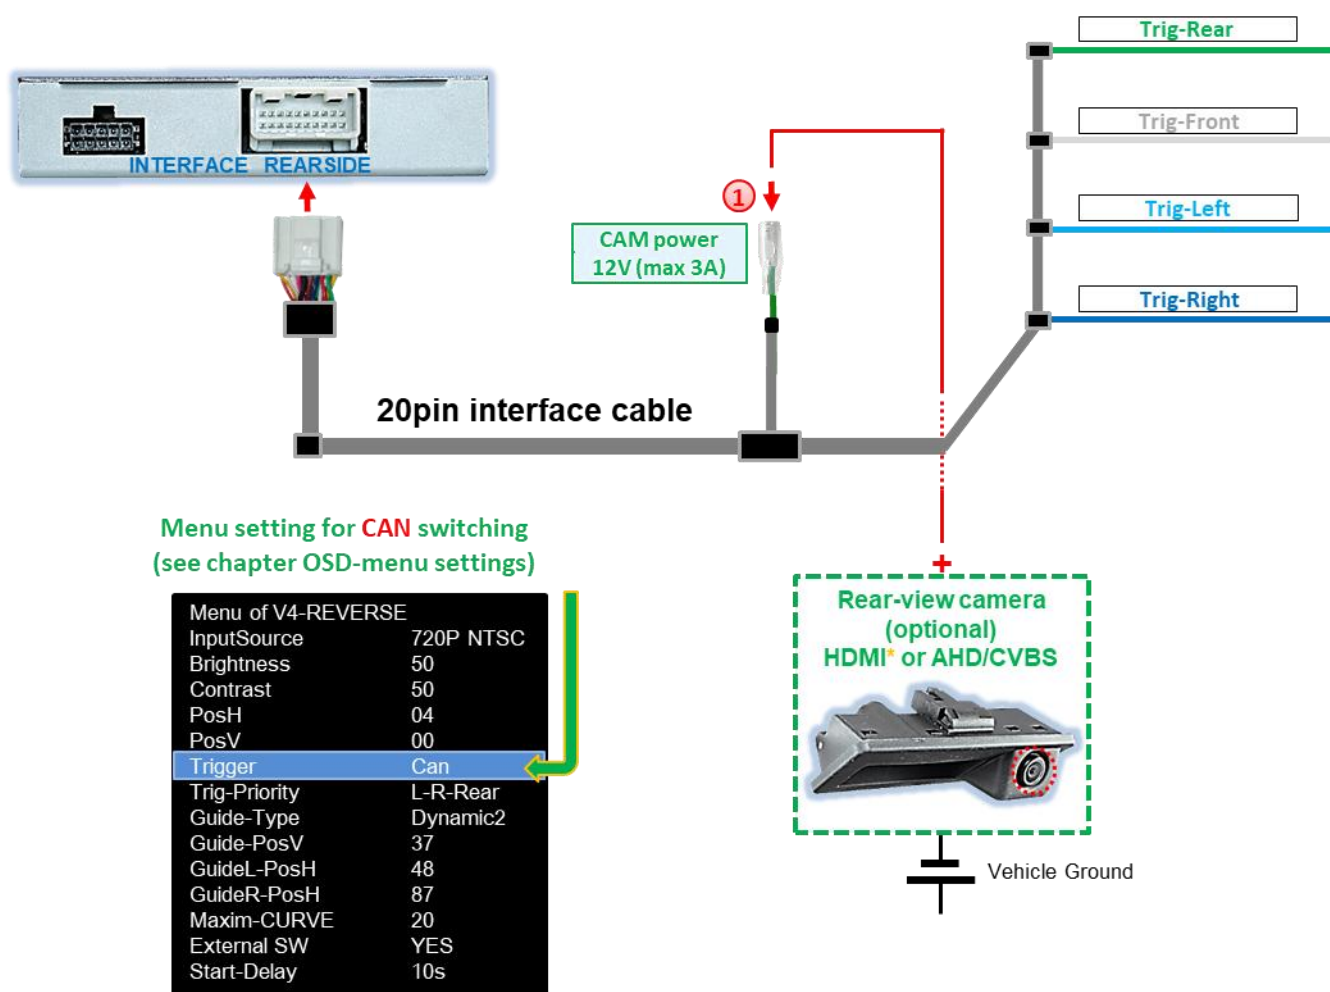 Trig-Rear
Trig-Front
INTERFACE REARSIDE
1
Trig-Left
CAM power
12V (max 3A)
Trig-Right
20pin interface cable
Menu setting for CAN switching
(see chapter OSD-menu settings)
+
Rear-view camera
(optional)
HDMI* or AHD/CVBS
Menu of V4-REVERSE
InputSource 720P NTSC
Brightness 50
Contrast 50
PosH 04
PosV 00
Trigger Can
Trig-Priority L-R-Rear
Guide-Type Dynamic2
Guide-PosV 37
GuideL-PosH 48
GuideR-PosH 87
Maxim-CURVE 20
External SW YES
Start-Delay 10s
Vehicle Ground